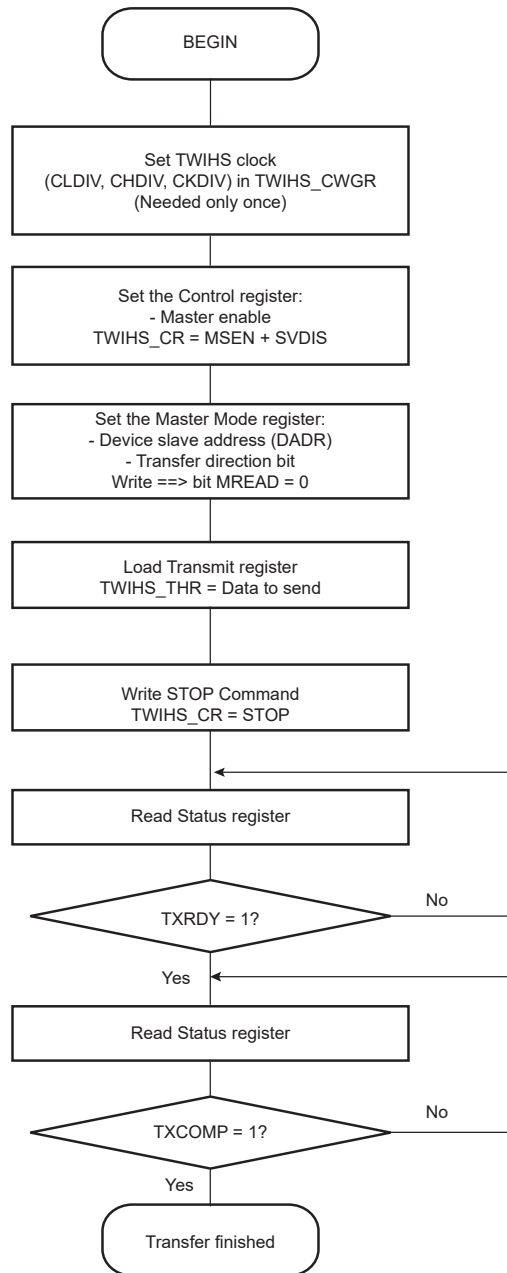 BEGIN
Set TWIHS clock
(CLDIV, CHDIV, CKDIV) in TWIHS_CWGR
(Needed only once)
Set the Control register:
- Master enable
TWIHS_CR = MSEN + SVDIS
Set the Master Mode register:
- Device slave address (DADR)
- Transfer direction bit
Write ==> bit MREAD = 0
Load Transmit register
TWIHS_THR = Data to send
Write STOP Command
TWIHS_CR = STOP
Read Status register
TXRDY = 1?
No
Yes
Read Status register
TXCOMP = 1?
No
Yes
Transfer finished